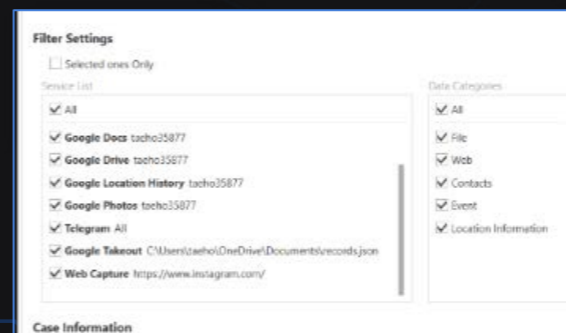 Filter Settings
Selected ones Only
Service List
Data Categories
All
All
Google Docs taeho35877
File
Google Drive taeho35877
Web
Google Location History taeho35877
Contacts
Google Photos taeho35877
Event
Telegram All
Location Information
Google Takeout C:\Users\taeho\OneDrive\Documents\records.json
Web Capture https://www.instagram.com/
Case Information